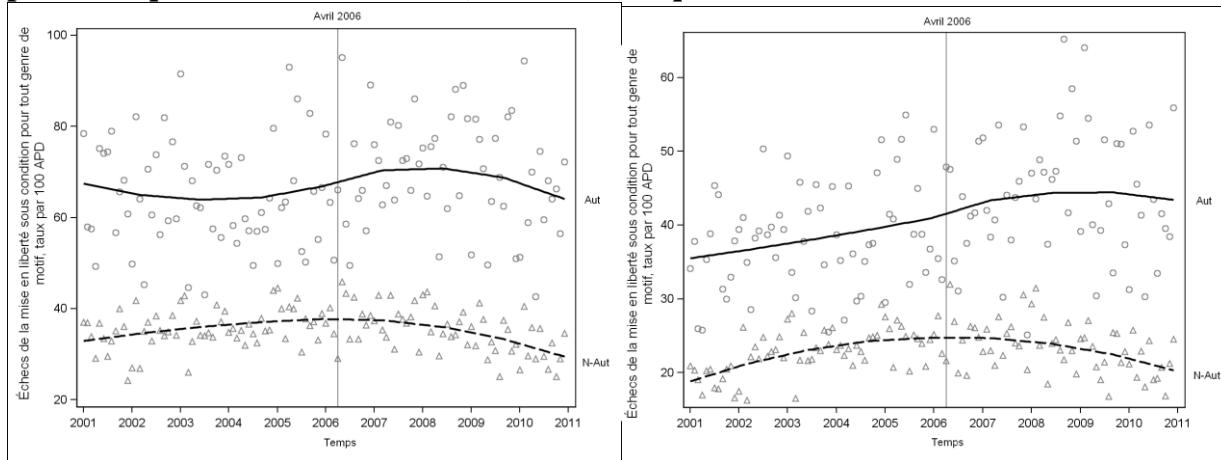 Avril 2006
Échecs de la mise en liberté sous condition pour tout genre de
motif, taux par 100 APD
100
80
60
40
20
Aut
N-Aut
2001 2002 2003 2004 2005 2006 2007 2008 2009 2010 2011
Temps
Avril 2006
Échecs de la mise en liberté sous condition pour tout genre de
motif, taux par 100 APD
60
50
40
30
20
Aut
N-Aut
2001 2002 2003 2004 2005 2006 2007 2008 2009 2010 2011
Temps